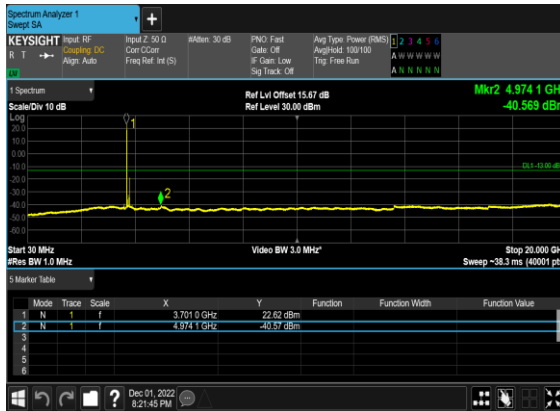 Spectrum Analyzer 1
Swept SA
+
KEYSIGHT Input: RF Input Z: 50 Ω #Atten: 30 dB PNO: Fast Avg Type: Power (RMS) 1 2 3 4 5 6
R T Coupling: DC Corr CCorr Gate: Off Avg|Hold: 100/100 A W W W W W
Align: Auto Freq Ref: Int (S) IF Gain: Low Trig: Free Run
LXI Sig Track: Off A N N N N N
1 Spectrum Ref Lvl Offset 15.67 dB Mkr2 4.974 1 GH
Scale/Div 10 dB Ref Level 30.00 dBm -40.569 dB
Log
20.0
10.0
0.00
-10.0
-20.0
-30.0
-40.0
-50.0
-60.0
1
2
DL1 -13.00 dB
Start 30 MHz Video BW 3.0 MHz* Stop 20.000 GH
#Res BW 1.0 MHz Sweep ~38.3 ms (40001 pt
5 Marker Table
Mode Trace Scale X Y Function Function Width Function Value
1 N 1 f 3.701 0 GHz 22.62 dBm
2 N 1 f 4.974 1 GHz -40.57 dBm
3
4
5
6
? Dec 01, 2022
8:21:45 PM